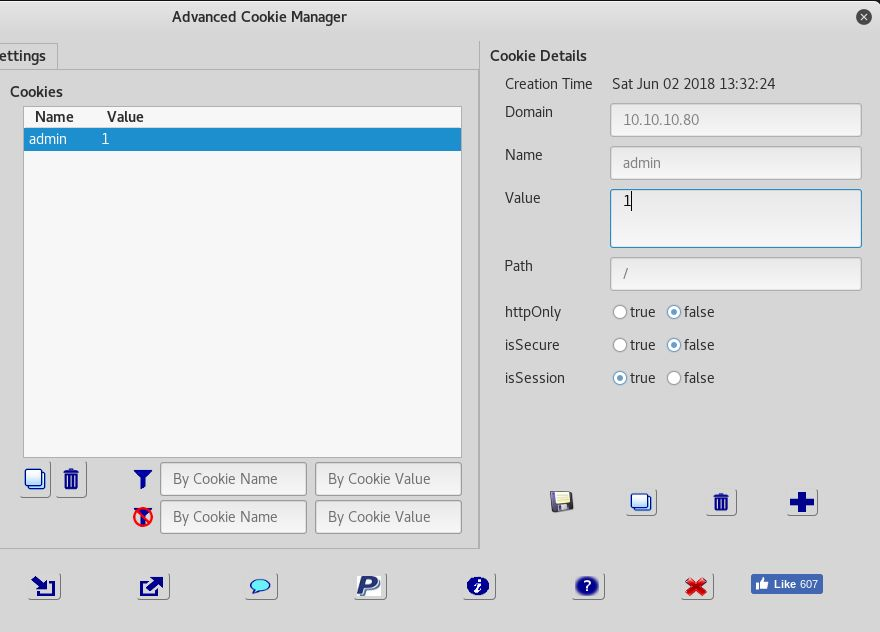 Advanced Cookie Manager
ettings
Cookies
Name Value
admin 1
By Cookie Name By Cookie Value
By Cookie Name By Cookie Value
Cookie Details
Creation Time Sat Jun 02 2018 13:32:24
Domain 10.10.10.80
Name admin
Value 1
Path /
httpOnly true false
isSecure true false
isSession true false
Like 607